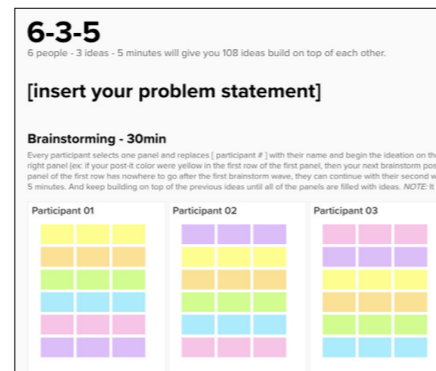 6-3-5
6 people - 3 ideas - 5 minutes will give you 108 ideas build on top of each other.
[insert your problem statement]
Brainstorming - 30min
Every participant selects one panel and replaces [ participant # ] with their name and begin the ideation on the
right panel (ex: if your post-it color were yellow in the first row of the first panel, then your next brainstorm pos
panel of the first row has nowhere to go after the first brainstorm wave, they can continue with their second w
5 minutes. And keep building on top of the previous ideas until all of the panels are filled with ideas. NOTE: It
Participant 01
Participant 02
Participant 03